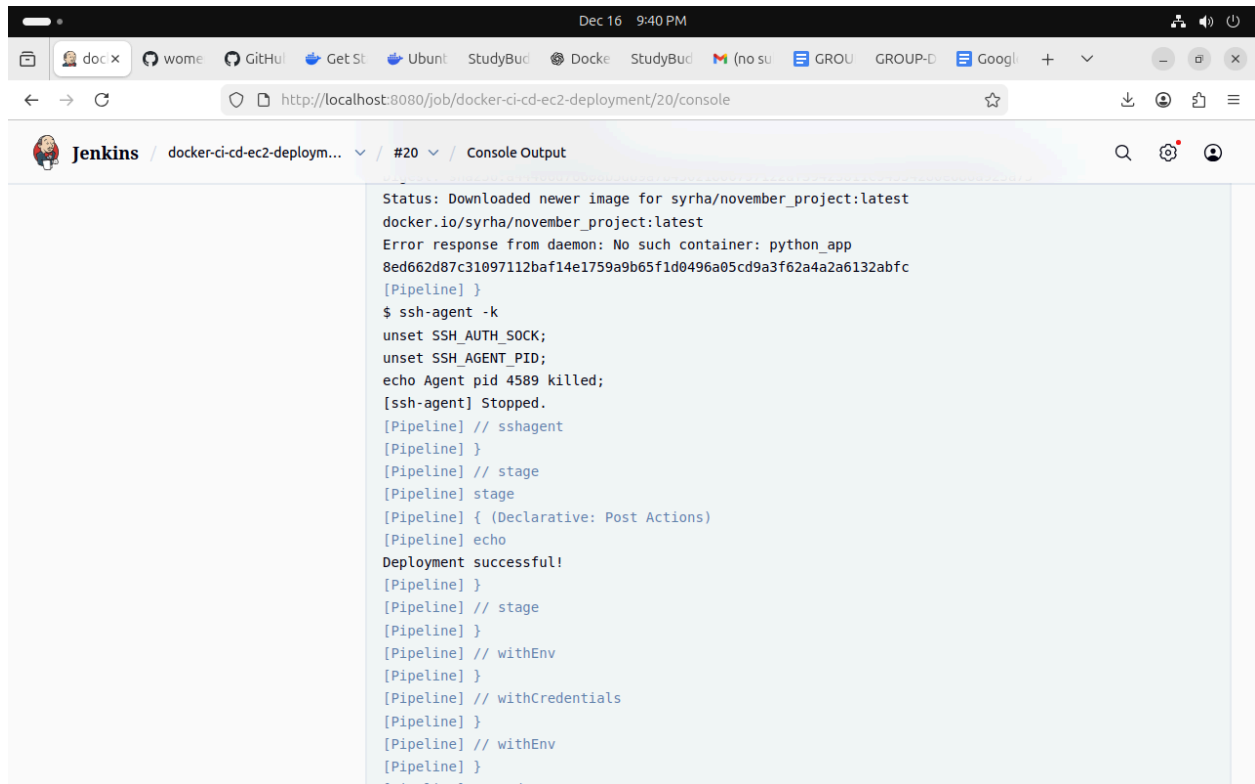 Dec 16 9:40 PM
doc
wome
GitHu
Get St
Ubunt
StudyBud
Docke
StudyBud
(no su
GROU
GROUP-D
Googl
http://localhost:8080/job/docker-ci-cd-ec2-deployment/20/console
Jenkins / docker-ci-cd-ec2-deploym... / #20 / Console Output
Status: Downloaded newer image for syrha/november_project:latest
docker.io/syrha/november_project:latest
Error response from daemon: No such container: python_app
8ed662d87c31097112baf14e1759a9b65f1d0496a05cd9a3f62a4a2a6132abfc
[Pipeline] }
$ ssh-agent -k
unset SSH_AUTH_SOCK;
unset SSH_AGENT_PID;
echo Agent pid 4589 killed;
[ssh-agent] Stopped.
[Pipeline] // sshagent
[Pipeline] }
[Pipeline] // stage
[Pipeline] stage
[Pipeline] { (Declarative: Post Actions)
[Pipeline] echo
Deployment successful!
[Pipeline] }
[Pipeline] // stage
[Pipeline] }
[Pipeline] // withEnv
[Pipeline] }
[Pipeline] // withCredentials
[Pipeline] }
[Pipeline] // withEnv
[Pipeline] }